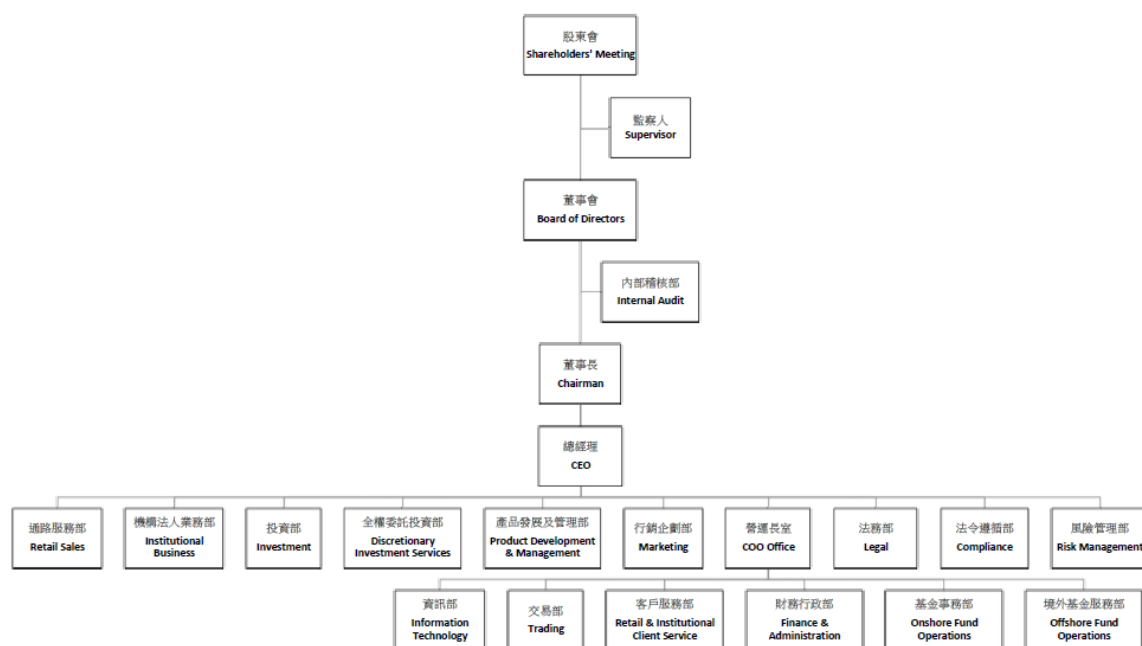 股東會
Shareholders' Meeting
監察人
Supervisor
董事會
Board of Directors
內部稽核部
Internal Audit
董事長
Chairman
總經理
CEO
通路服務部
Retail Sales
機構法人業務部
Institutional
Business
投資部
Investment
全權委託投資部
Discretionary
Investment Services
產品發展及管理部
Product Development
& Management
行銷企劃部
Marketing
營運長室
COO Office
法務部
Legal
法令遵循部
Compliance
風險管理部
Risk Management
資訊部
Information
Technology
交易部
Trading
客戶服務部
Retail & Institutional
Client Service
財務行政部
Finance &
Administration
基金事務部
Onshore Fund
Operations
境外基金服務部
Offshore Fund
Operations